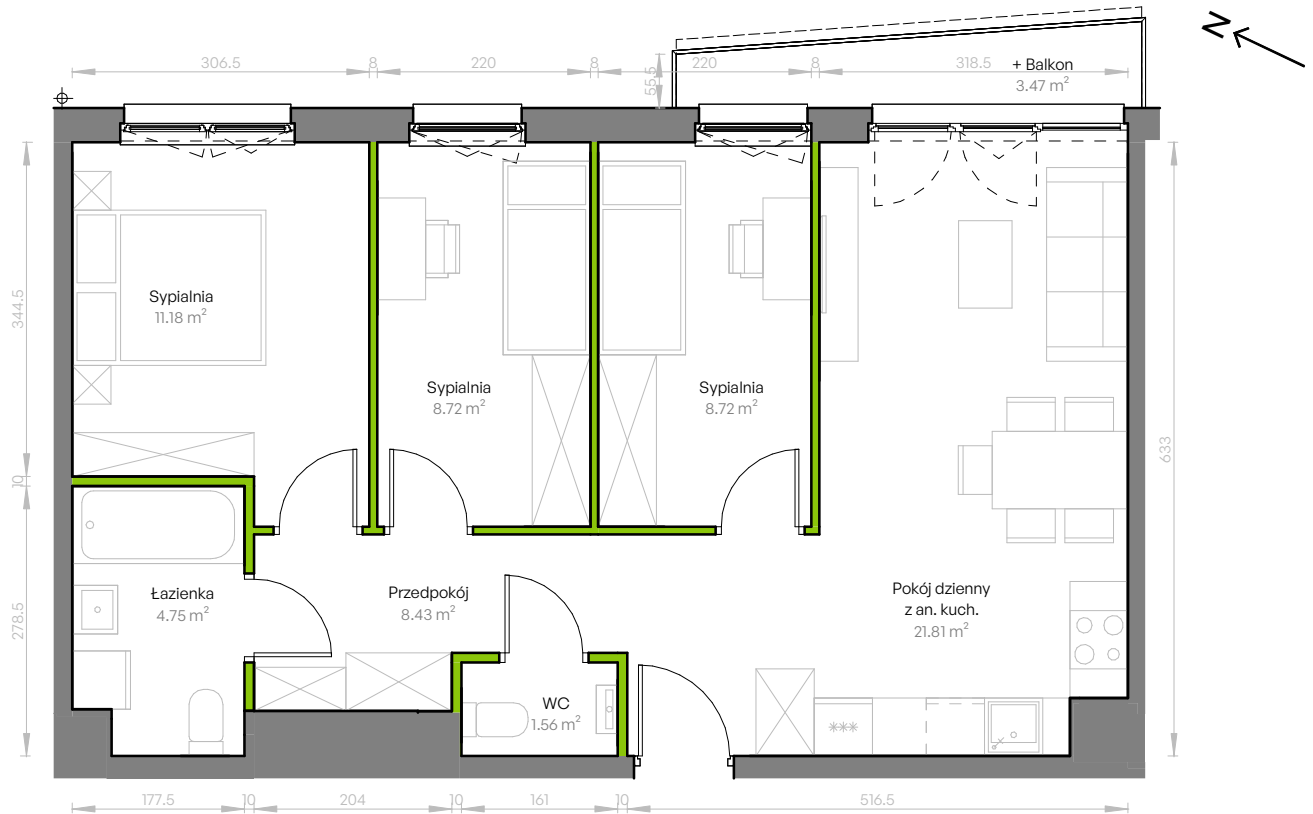 N
306.5
8
220
8
220
8
318.5
55.5
+ Balkon
3.47 m²
344.5
10
278.5
633
Sypialnia
11.18 m²
Sypialnia
8.72 m²
Sypialnia
8.72 m²
Łazienka
4.75 m²
Przedpokój
8.43 m²
Pokój dzienny
z an. kuch.
21.81 m²
WC
1.56 m²
***
177.5
10
204
10
161
10
516.5